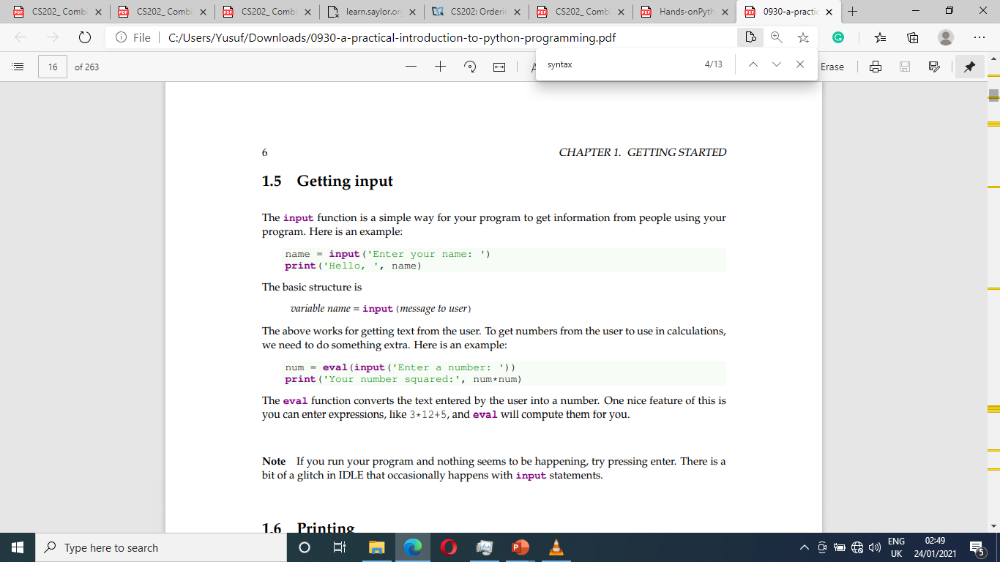 CS202_ Combi
CS202_ Combi
CS202_ Combi
learn.saylor.org
CS202: Orderin
CS202_ Combi
Hands-onPyth
0930-a-practic
File | C:/Users/Yusuf/Downloads/0930-a-practical-introduction-to-python-programming.pdf
16 of 263
syntax 4/13
Erase
6 CHAPTER 1. GETTING STARTED
1.5 Getting input
The input function is a simple way for your program to get information from people using your
program. Here is an example:
name = input('Enter your name: ')
print('Hello, ', name)
The basic structure is
variable name = input(message to user)
The above works for getting text from the user. To get numbers from the user to use in calculations,
we need to do something extra. Here is an example:
num = eval(input('Enter a number: '))
print('Your number squared:', num*num)
The eval function converts the text entered by the user into a number. One nice feature of this is
you can enter expressions, like 3*12+5, and eval will compute them for you.
Note If you run your program and nothing seems to be happening, try pressing enter. There is a
bit of a glitch in IDLE that occasionally happens with input statements.
1.6 Printing
Type here to search
ENG
UK
02:49
24/01/2021
5